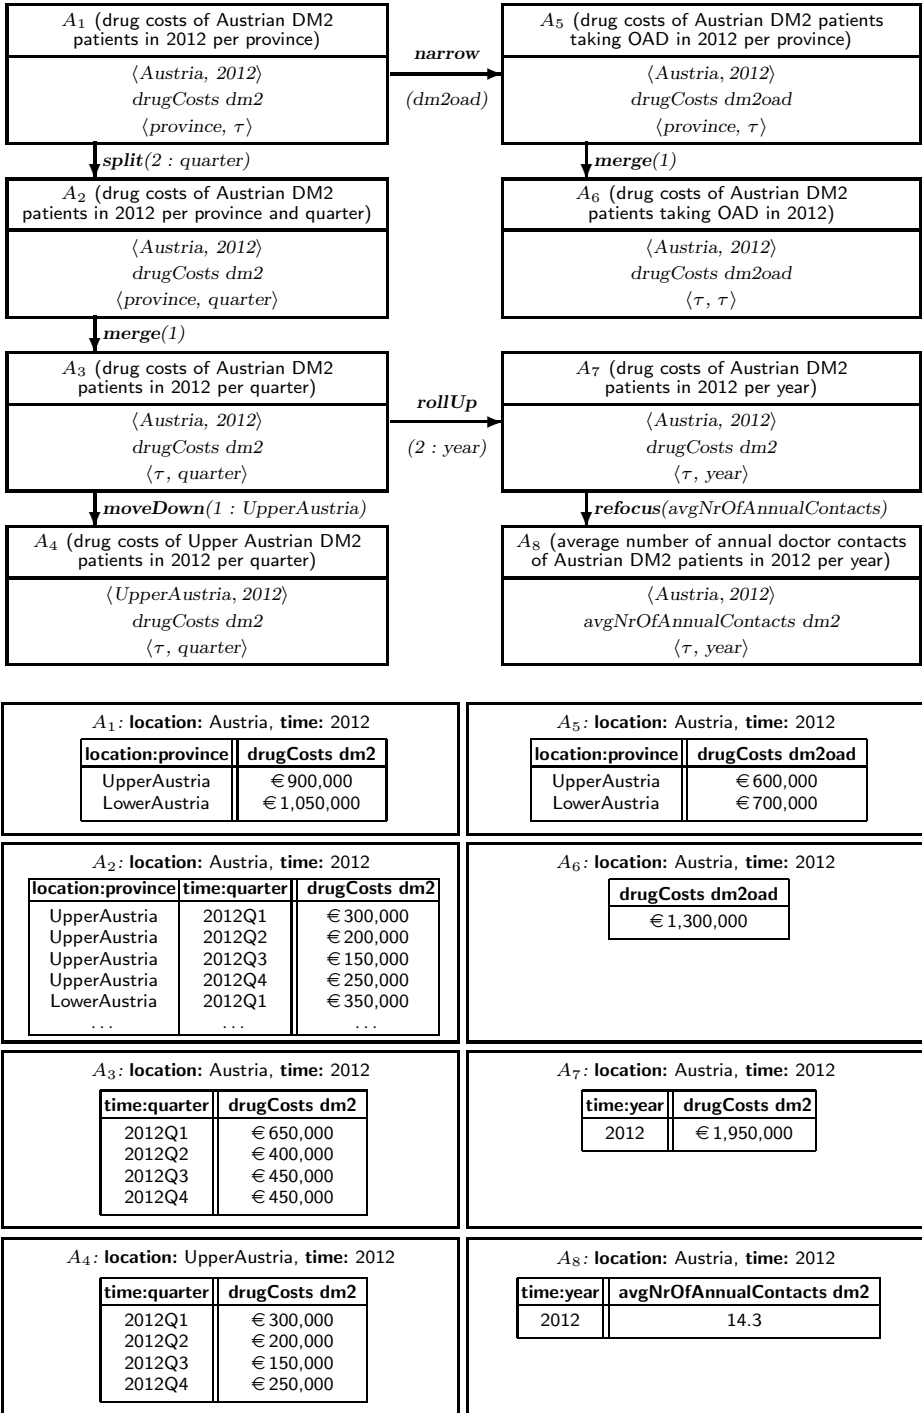 A1 (drug costs of Austrian DM2
patients in 2012 per province)
⟨Austria, 2012⟩
drugCosts dm2
⟨province, τ⟩
narrow
(dm2oad)
A5 (drug costs of Austrian DM2 patients
taking OAD in 2012 per province)
⟨Austria, 2012⟩
drugCosts dm2oad
⟨province, τ⟩
split(2 : quarter)
merge(1)
A2 (drug costs of Austrian DM2
patients in 2012 per province and quarter)
⟨Austria, 2012⟩
drugCosts dm2
⟨province, quarter⟩
A6 (drug costs of Austrian DM2
patients taking OAD in 2012)
⟨Austria, 2012⟩
drugCosts dm2oad
⟨τ, τ⟩
merge(1)
A3 (drug costs of Austrian DM2
patients in 2012 per quarter)
⟨Austria, 2012⟩
drugCosts dm2
⟨τ, quarter⟩
rollUp
(2 : year)
A7 (drug costs of Austrian DM2
patients in 2012 per year)
⟨Austria, 2012⟩
drugCosts dm2
⟨τ, year⟩
moveDown(1 : UpperAustria)
refocus(avgNrOfAnnualContacts)
A4 (drug costs of Upper Austrian DM2
patients in 2012 per quarter)
⟨UpperAustria, 2012⟩
drugCosts dm2
⟨τ, quarter⟩
A8 (average number of annual doctor contacts
of Austrian DM2 patients in 2012 per year)
⟨Austria, 2012⟩
avgNrOfAnnualContacts dm2
⟨τ, year⟩
A1: location: Austria, time: 2012
location:province drugCosts dm2
UpperAustria €900,000
LowerAustria €1,050,000
A5: location: Austria, time: 2012
location:province drugCosts dm2oad
UpperAustria €600,000
LowerAustria €700,000
A2: location: Austria, time: 2012
location:province time:quarter drugCosts dm2
UpperAustria 2012Q1 €300,000
UpperAustria 2012Q2 €200,000
UpperAustria 2012Q3 €150,000
UpperAustria 2012Q4 €250,000
LowerAustria 2012Q1 €350,000
... ... ...
A6: location: Austria, time: 2012
drugCosts dm2oad
€1,300,000
A3: location: Austria, time: 2012
time:quarter drugCosts dm2
2012Q1 €650,000
2012Q2 €400,000
2012Q3 €450,000
2012Q4 €450,000
A7: location: Austria, time: 2012
time:year drugCosts dm2
2012 €1,950,000
A4: location: UpperAustria, time: 2012
time:quarter drugCosts dm2
2012Q1 €300,000
2012Q2 €200,000
2012Q3 €150,000
2012Q4 €250,000
A8: location: Austria, time: 2012
time:year avgNrOfAnnualContacts dm2
2012 14.3